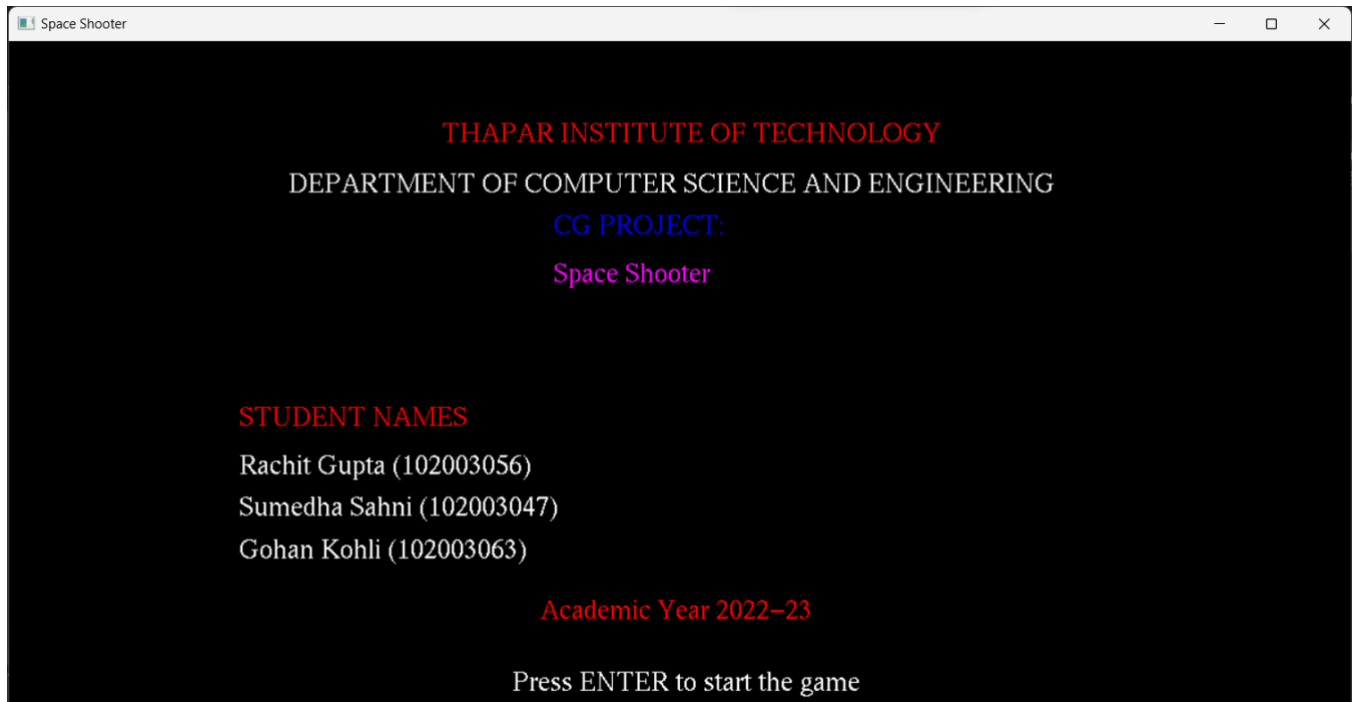 Space Shooter
THAPAR INSTITUTE OF TECHNOLOGY
DEPARTMENT OF COMPUTER SCIENCE AND ENGINEERING
CG PROJECT:
Space Shooter
STUDENT NAMES
Rachit Gupta (102003056)
Sumedha Sahni (102003047)
Gohan Kohli (102003063)
Academic Year 2022–23
Press ENTER to start the game